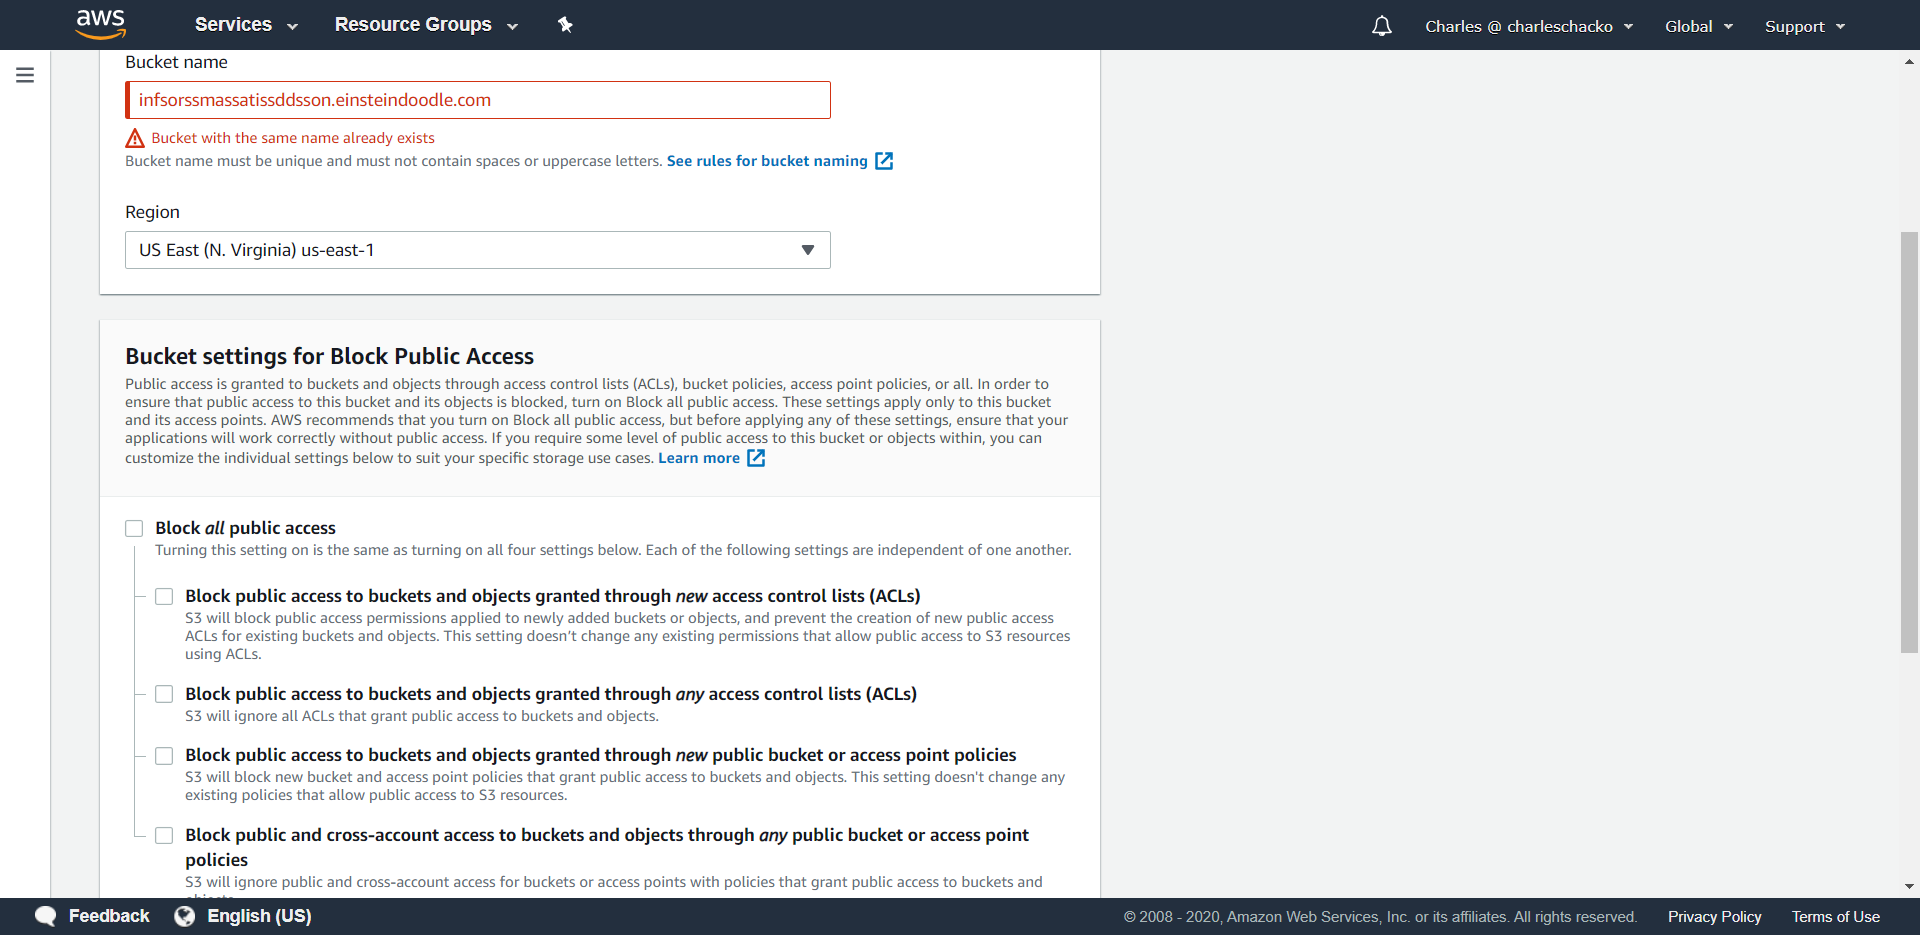 aws
Services
Resource Groups
Charles @ charleschacko
Global
Support
Bucket name
infsorssmassatissddsson.einsteindoodle.com
Bucket with the same name already exists
Bucket name must be unique and must not contain spaces or uppercase letters. See rules for bucket naming
Region
US East (N. Virginia) us-east-1
Bucket settings for Block Public Access
Public access is granted to buckets and objects through access control lists (ACLs), bucket policies, access point policies, or all. In order to
ensure that public access to this bucket and its objects is blocked, turn on Block all public access. These settings apply only to this bucket
and its access points. AWS recommends that you turn on Block all public access, but before applying any of these settings, ensure that your
applications will work correctly without public access. If you require some level of public access to this bucket or objects within, you can
customize the individual settings below to suit your specific storage use cases. Learn more
Block all public access
Turning this setting on is the same as turning on all four settings below. Each of the following settings are independent of one another.
Block public access to buckets and objects granted through new access control lists (ACLs)
S3 will block public access permissions applied to newly added buckets or objects, and prevent the creation of new public access
ACLs for existing buckets and objects. This setting doesn't change any existing permissions that allow public access to S3 resources
using ACLs.
Block public access to buckets and objects granted through any access control lists (ACLs)
S3 will ignore all ACLs that grant public access to buckets and objects.
Block public access to buckets and objects granted through new public bucket or access point policies
S3 will block new bucket and access point policies that grant public access to buckets and objects. This setting doesn't change any
existing policies that allow public access to S3 resources.
Block public and cross-account access to buckets and objects through any public bucket or access point
policies
S3 will ignore public and cross-account access for buckets or access points with policies that grant public access to buckets and
Feedback
English (US)
© 2008 - 2020, Amazon Web Services, Inc. or its affiliates. All rights reserved.
Privacy Policy
Terms of Use